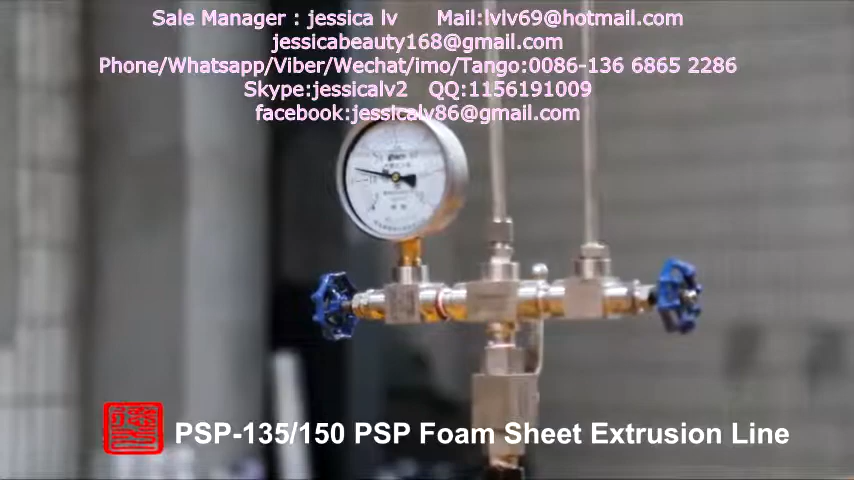 Sale Manager : jessica lv Mail:lvlv69@hotmail.com
jessicabeauty168@gmail.com
Phone/Whatsapp/Viber/Wechat/imo/Tango:0086-136 6865 2286
Skype:jessicalv2 QQ:1156191009
facebook:jessicalv86@gmail.com
PSP-135/150 PSP Foam Sheet Extrusion Line